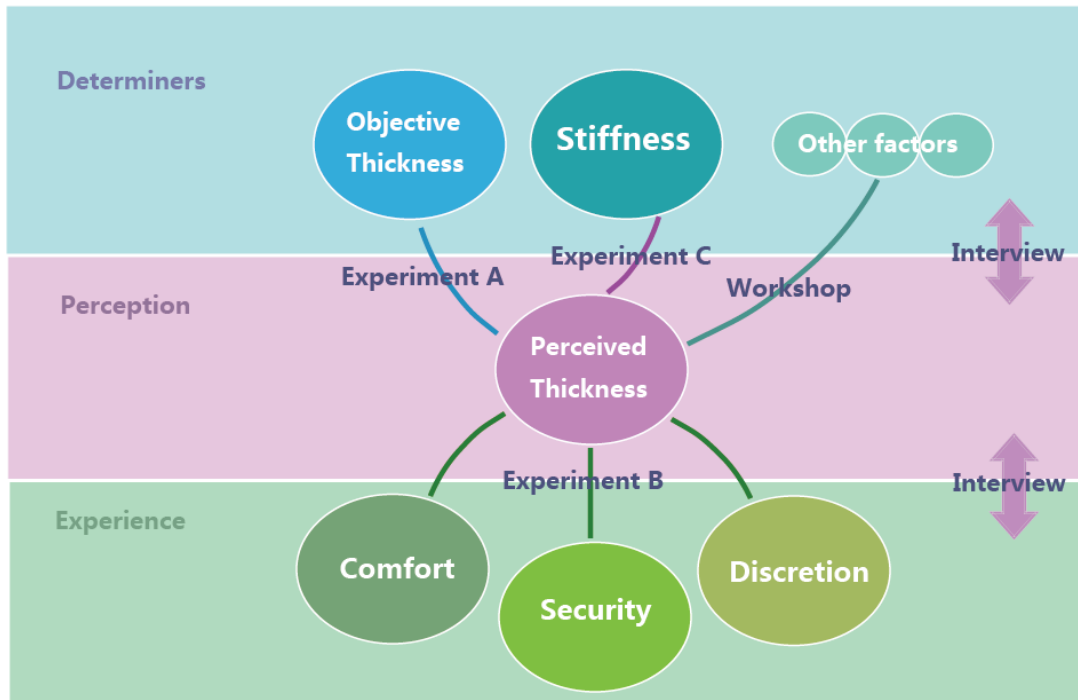 Determiners
Objective
Thickness
Stiffness
Other factors
Experiment A
Experiment C
Workshop
Interview
Perception
Perceived
Thickness
Experiment B
Interview
Experience
Comfort
Security
Discretion